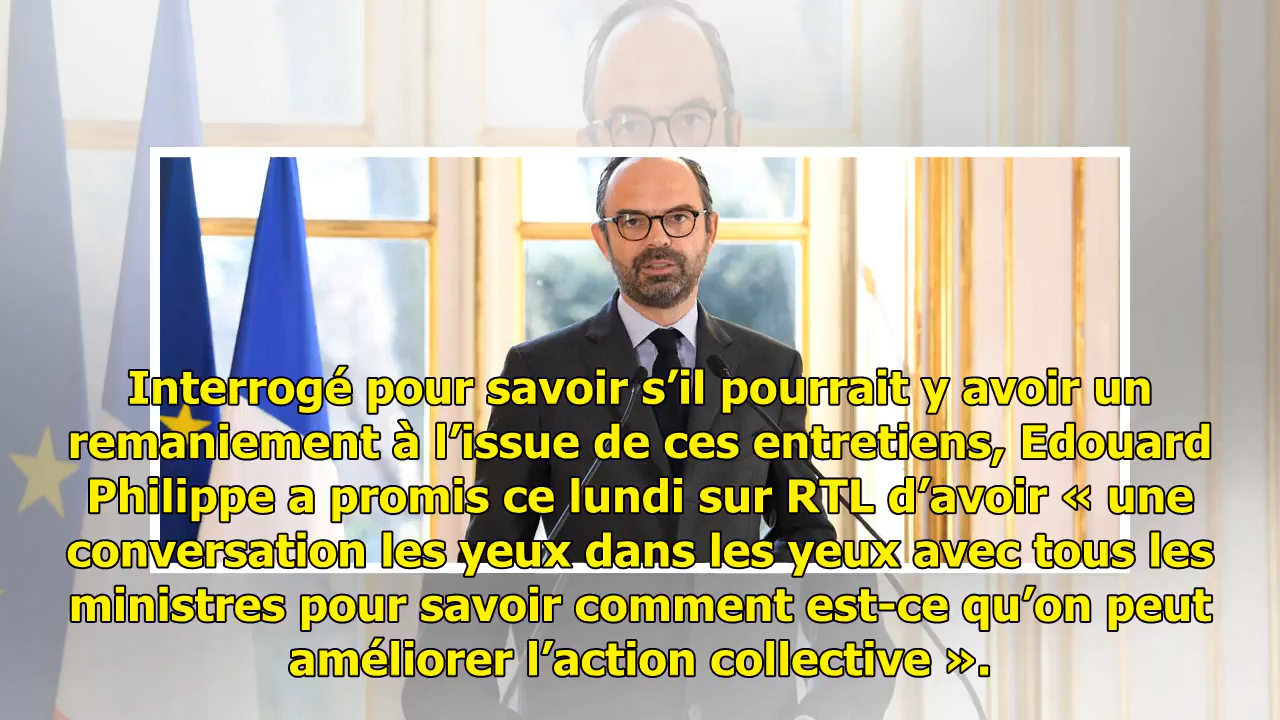 Interrogé pour savoir s’il pourrait y avoir un
remaniement à l’issue de ces entretiens, Edouard
Philippe a promis ce lundi sur RTL d’avoir « une
conversation les yeux dans les yeux avec tous les
ministres pour savoir comment est-ce qu’on peut
améliorer l’action collective ».